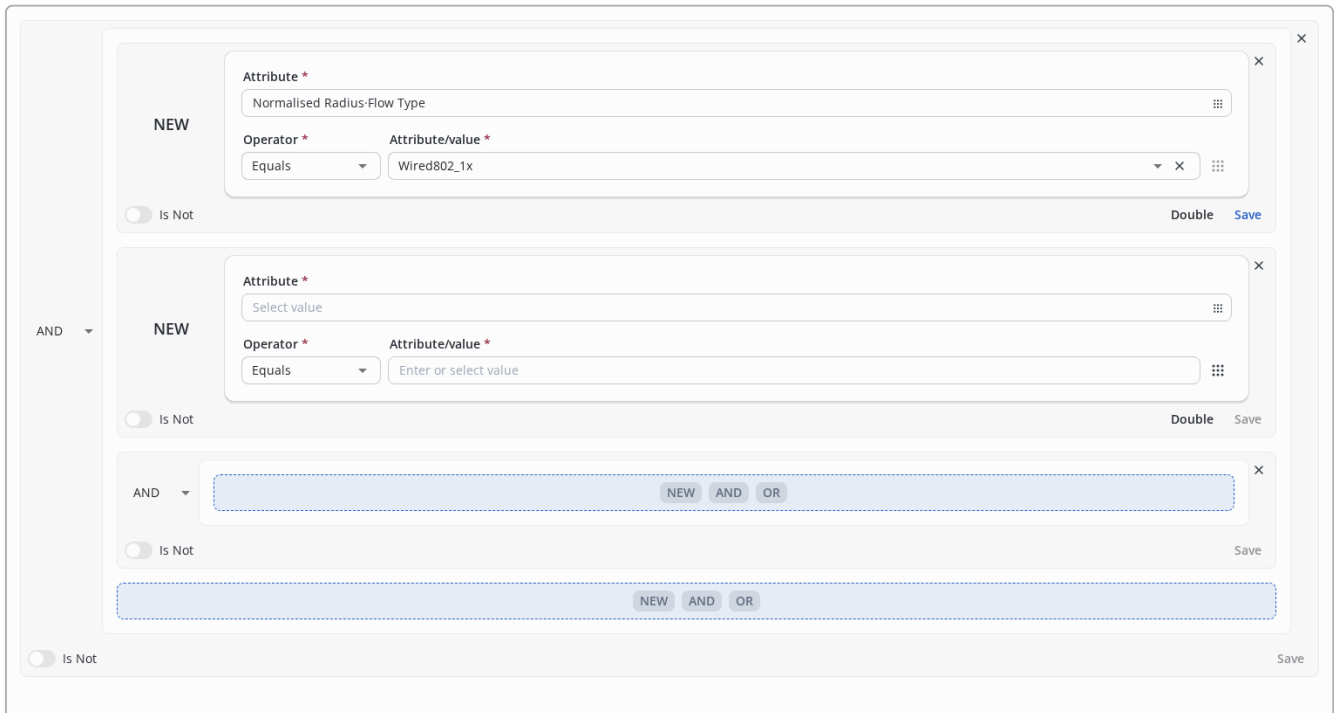 Attribute *
Normalised Radius·Flow Type
NEW
Operator * Attribute/value *
Equals Wired802_1x
Is Not Double Save
Attribute *
Select value
NEW
AND
Operator * Attribute/value *
Equals Enter or select value
Is Not Double Save
AND NEW AND OR
Is Not Save
NEW AND OR
Is Not Save